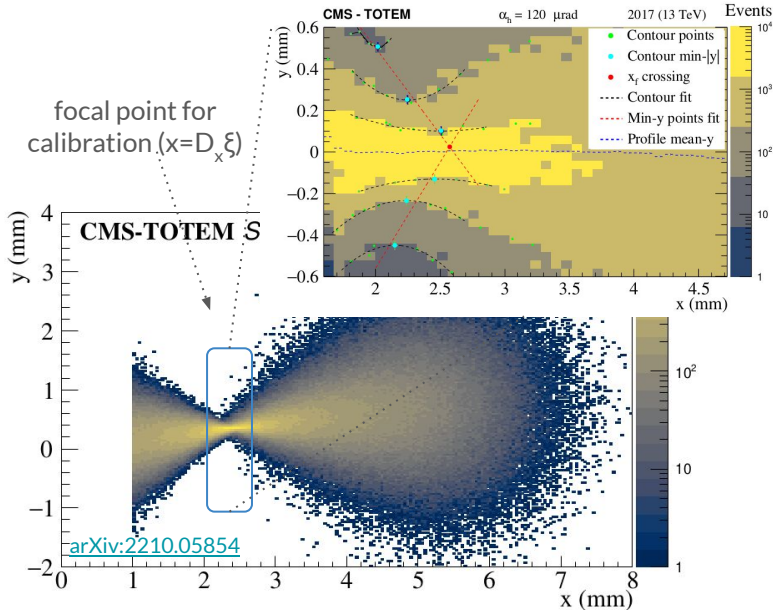 CMS - TOTEM α_h = 120 μrad 2017 (13 TeV) Events
y (mm)
0.6
0.4
0.2
0
−0.2
−0.4
−0.6
2 2.5 3 3.5 4 4.5
x (mm)
Contour points
Contour min-|y|
x_f crossing
Contour fit
Min-y points fit
Profile mean-y
10^4
10^3
10^2
10
1
focal point for
calibration (x=D_xξ)
CMS-TOTEM S
y (mm)
4
3
2
1
0
−1
−2
0 1 2 3 4 5 6 7 8
x (mm)
10^2
10
1
arXiv:2210.05854